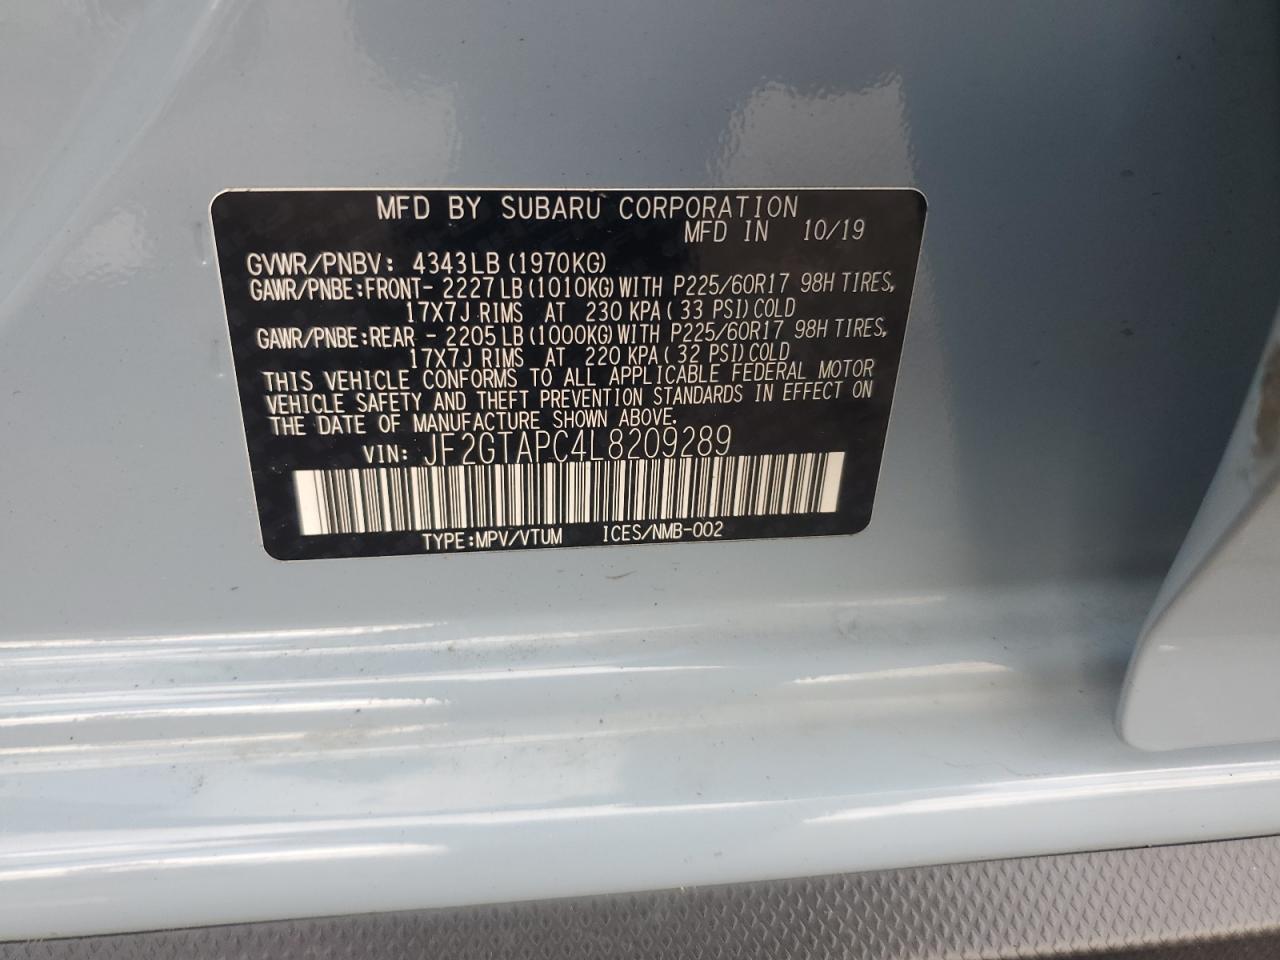 MFD BY SUBARU CORPORATION
MFD IN 10/19
GVWR/PNBV: 4343LB (1970KG)
GAWR/PNBE:FRONT- 2227LB (1010KG) WITH P225/60R17 98H TIRES,
17X7J RIMS AT 230 KPA ( 33 PSI) COLD
GAWR/PNBE:REAR - 2205LB (1000KG) WITH P225/60R17 98H TIRES,
17X7J RIMS AT 220 KPA ( 32 PSI) COLD
THIS VEHICLE CONFORMS TO ALL APPLICABLE FEDERAL MOTOR
VEHICLE SAFETY AND THEFT PREVENTION STANDARDS IN EFFECT ON
THE DATE OF MANUFACTURE SHOWN ABOVE.
VIN: JF2GTAPC4L8209289
TYPE:MPV/VTUM ICES/NMB-002